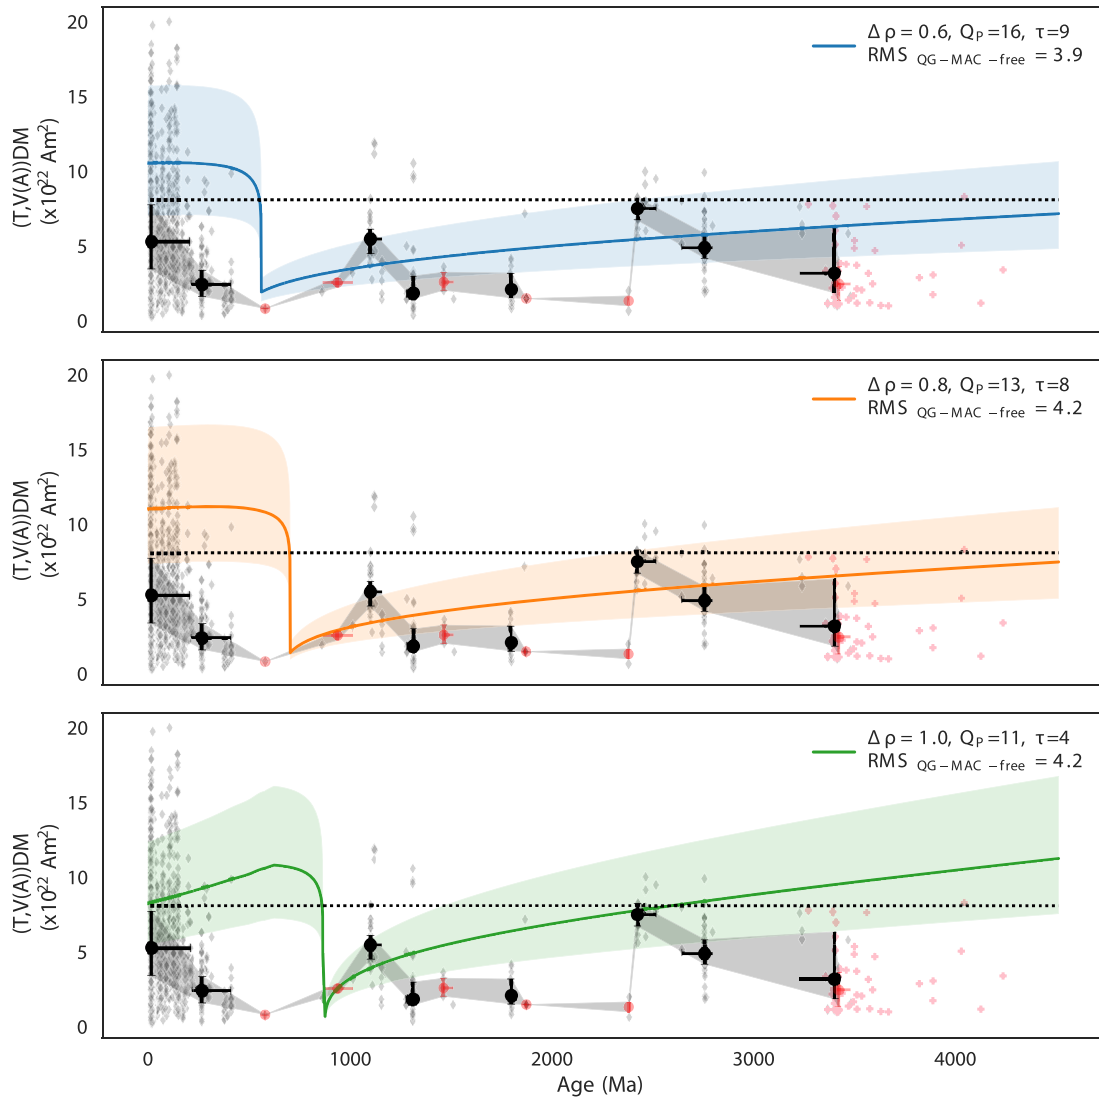 20
15
10
5
0
(T,V(A))DM
(x10²² Am²)
Δ ρ = 0.6, Q_P =16, τ=9
RMS QG−MAC −free = 3.9
20
15
10
5
0
(T,V(A))DM
(x10²² Am²)
Δ ρ = 0.8, Q_P =13, τ=8
RMS QG−MAC −free = 4.2
20
15
10
5
0
(T,V(A))DM
(x10²² Am²)
Δ ρ = 1.0, Q_P =11, τ=4
RMS QG−MAC −free = 4.2
0 1000 2000 3000 4000
Age (Ma)